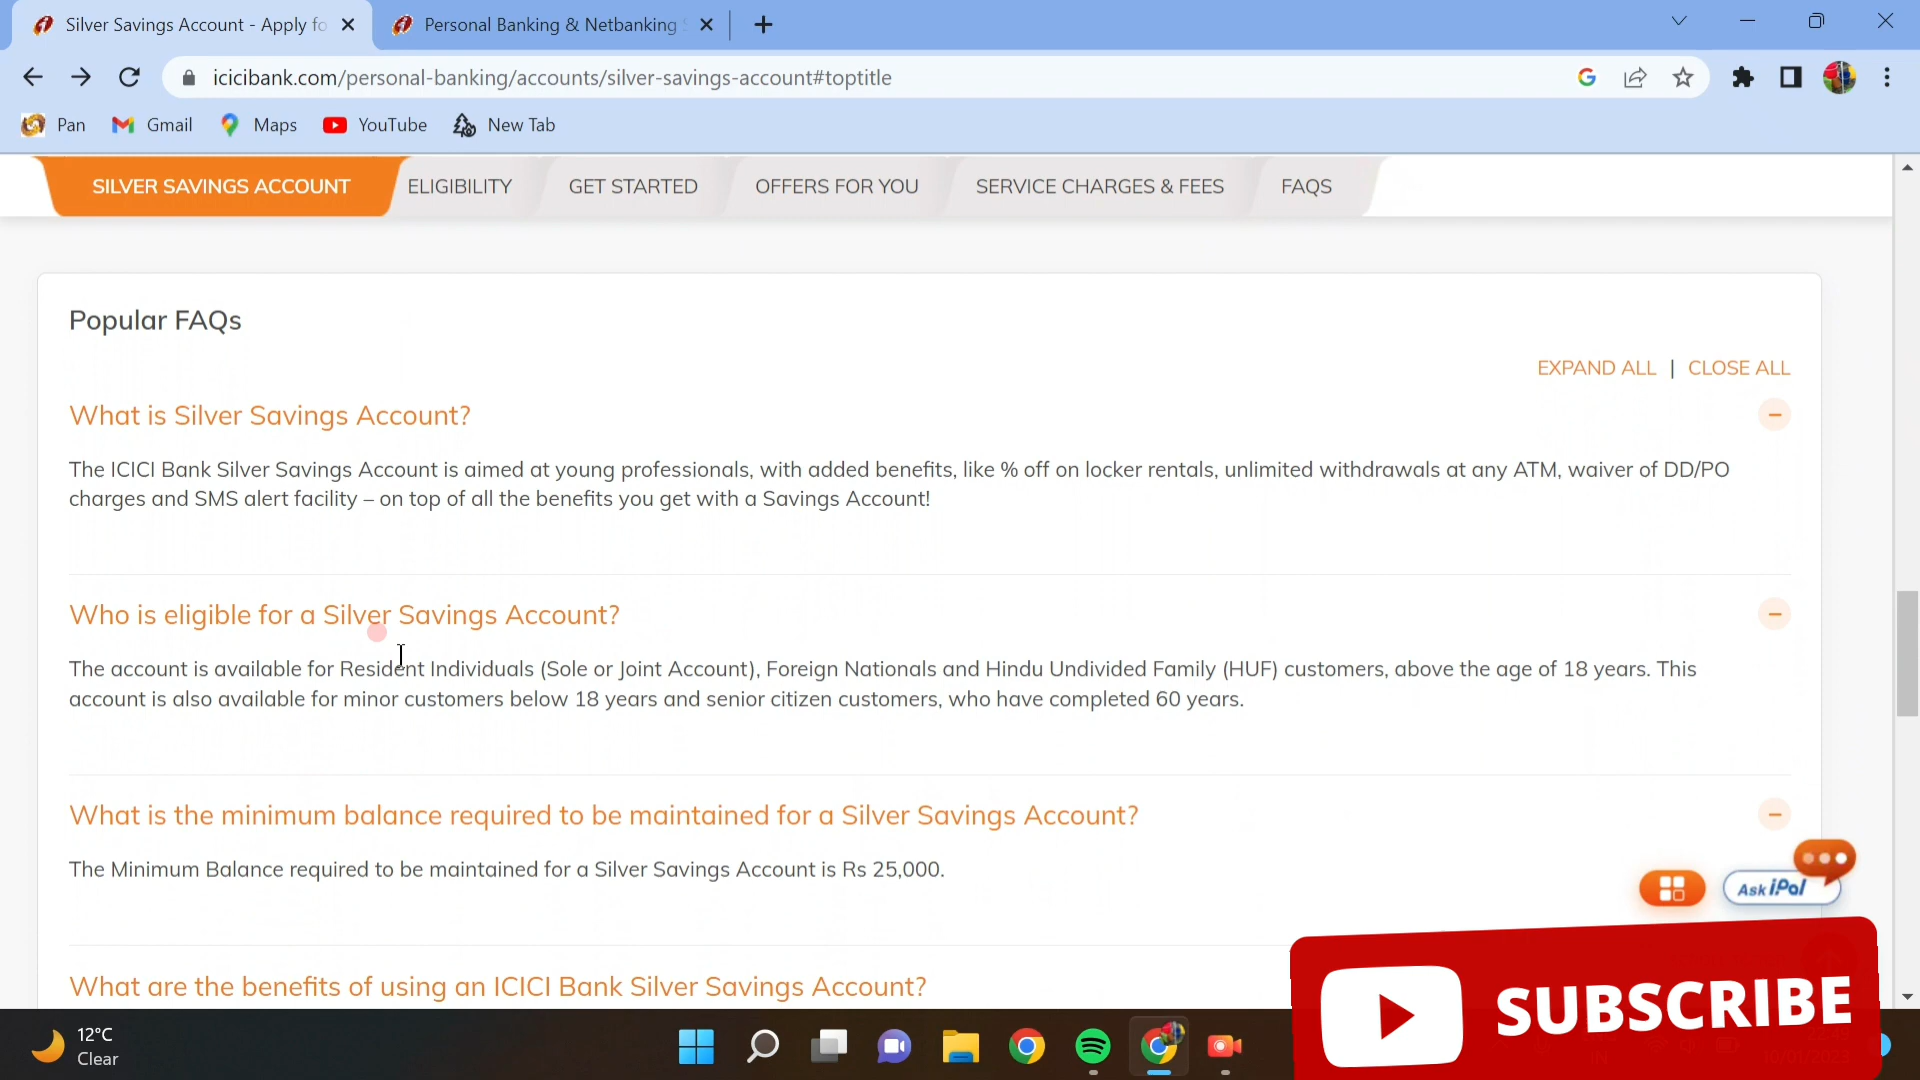 Silver Savings Account - Apply fo
Personal Banking & Netbanking
icicibank.com/personal-banking/accounts/silver-savings-account#toptitle
Pan
Gmail
Maps
YouTube
New Tab
SILVER SAVINGS ACCOUNT
ELIGIBILITY
GET STARTED
OFFERS FOR YOU
SERVICE CHARGES & FEES
FAQS
Popular FAQs
EXPAND ALL | CLOSE ALL
What is Silver Savings Account?
The ICICI Bank Silver Savings Account is aimed at young professionals, with added benefits, like % off on locker rentals, unlimited withdrawals at any ATM, waiver of DD/PO
charges and SMS alert facility – on top of all the benefits you get with a Savings Account!
Who is eligible for a Silver Savings Account?
The account is available for Resident Individuals (Sole or Joint Account), Foreign Nationals and Hindu Undivided Family (HUF) customers, above the age of 18 years. This
account is also available for minor customers below 18 years and senior citizen customers, who have completed 60 years.
What is the minimum balance required to be maintained for a Silver Savings Account?
The Minimum Balance required to be maintained for a Silver Savings Account is Rs 25,000.
Ask iPal
What are the benefits of using an ICICI Bank Silver Savings Account?
SUBSCRIBE
12°C
Clear